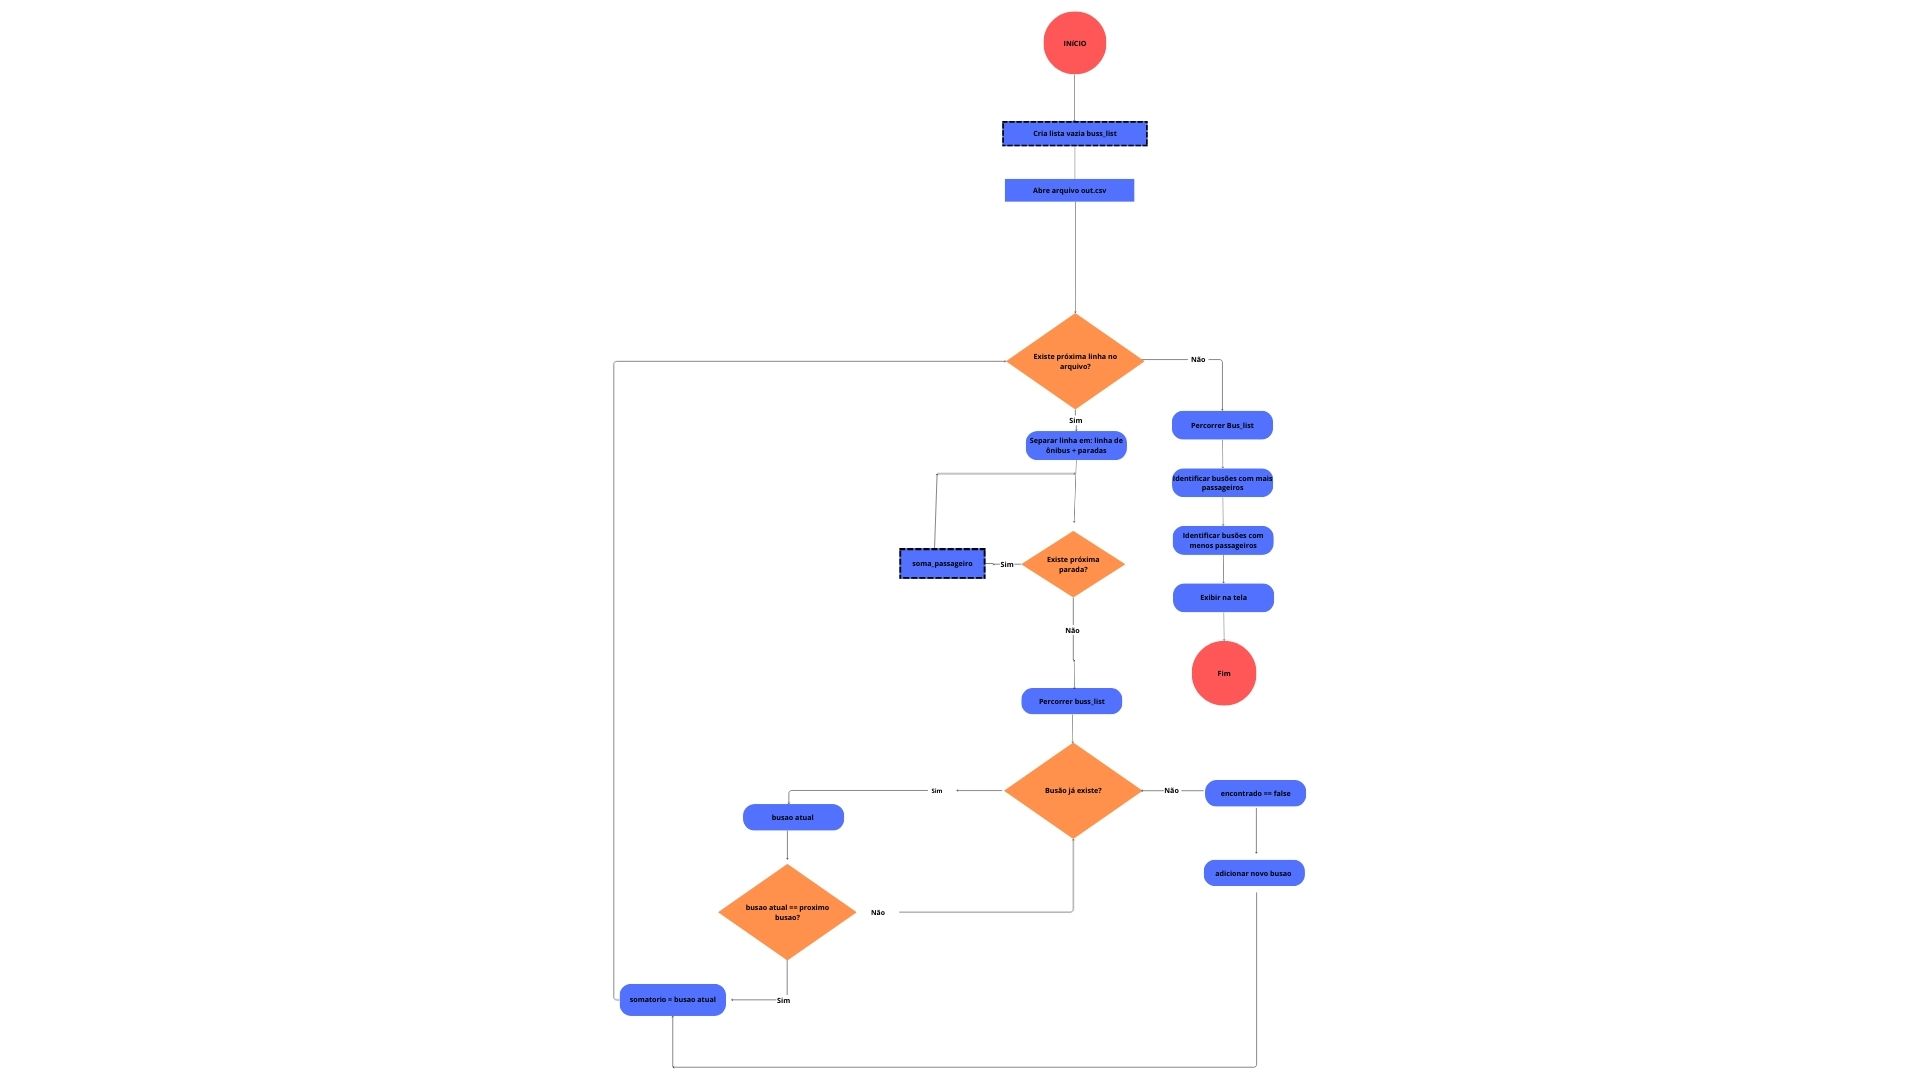 INÍCIO
Cria lista vazia buss_list
Abre arquivo out.csv
Existe próxima linha no
arquivo?
Não
Sim
Separar linha em: linha de
ônibus + paradas
Percorrer Bus_list
Identificar busões com mais
passageiros
Identificar busões com
menos passageiros
Existe próxima
parada?
Sim
soma_passageiro
Exibir na tela
Não
Fim
Percorrer buss_list
Busão já existe?
Sim
Não
encontrado == false
busao atual
adicionar novo busao
busao atual == proximo
busao?
Não
Sim
somatorio = busao atual